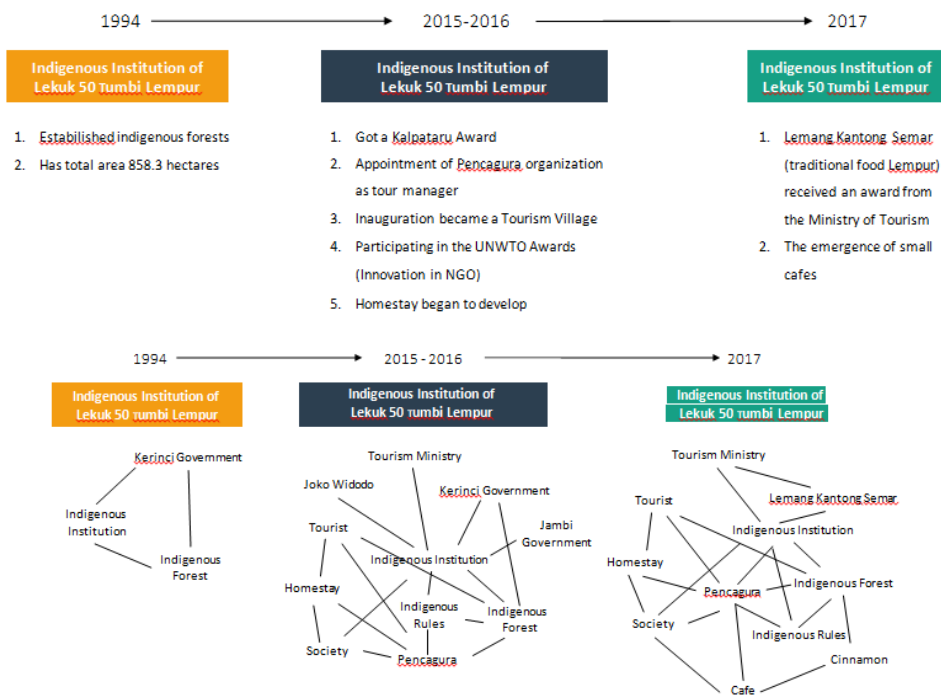 1994
2015-2016
2017
Indigenous Institution of
Lekuk 50 Tumbi Lempur
Indigenous Institution of
Lekuk 50 Tumbi Lempur
Indigenous Institution of
Lekuk 50 Tumbi Lempur
1. Estabilished indigenous forests
2. Has total area 858.3 hectares
1. Got a Kalpataru Award
2. Appointment of Pencagura organization
as tour manager
3. Inauguration became a Tourism Village
4. Participating in the UNWTO Awards
(Innovation in NGO)
5. Homestay began to develop
1. Lemang Kantong Semar
(traditional food Lempur)
received an award from
the Ministry of Tourism
2. The emergence of small
cafes
1994
2015 - 2016
2017
Indigenous Institution of
Lekuk 50 Tumbi Lempur
Indigenous Institution of
Lekuk 50 Tumbi Lempur
Indigenous Institution of
Lekuk 50 Tumbi Lempur
Kerinci Government
Indigenous
Institution
Indigenous
Forest
Tourism Ministry
Joko Widodo
Kerinci Government
Tourist
Jambi
Government
Indigenous Institution
Homestay
Indigenous
Rules
Indigenous
Forest
Society
Pencagura
Tourism Ministry
Tourist
Lemang Kantong Semar
Indigenous Institution
Homestay
Indigenous Forest
Pencagura
Society
Indigenous Rules
Cinnamon
Cafe